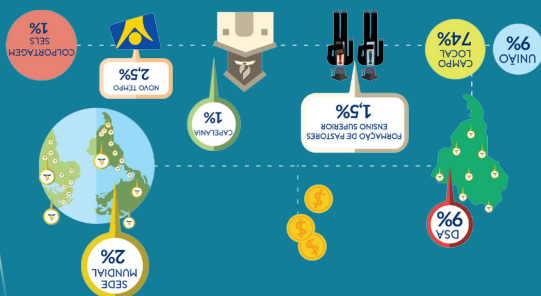 SEDE
MUNDIAL
2%
DSA
9%
FORMAÇÃO DE PASTORES
ENSINO SUPERIOR
1,5%
CAPELANIA
1%
NOVO TEMPO
2,5%
UNIÃO
9%
CAMPO
LOCAL
74%
COLPORTAGEM
SELS
1%